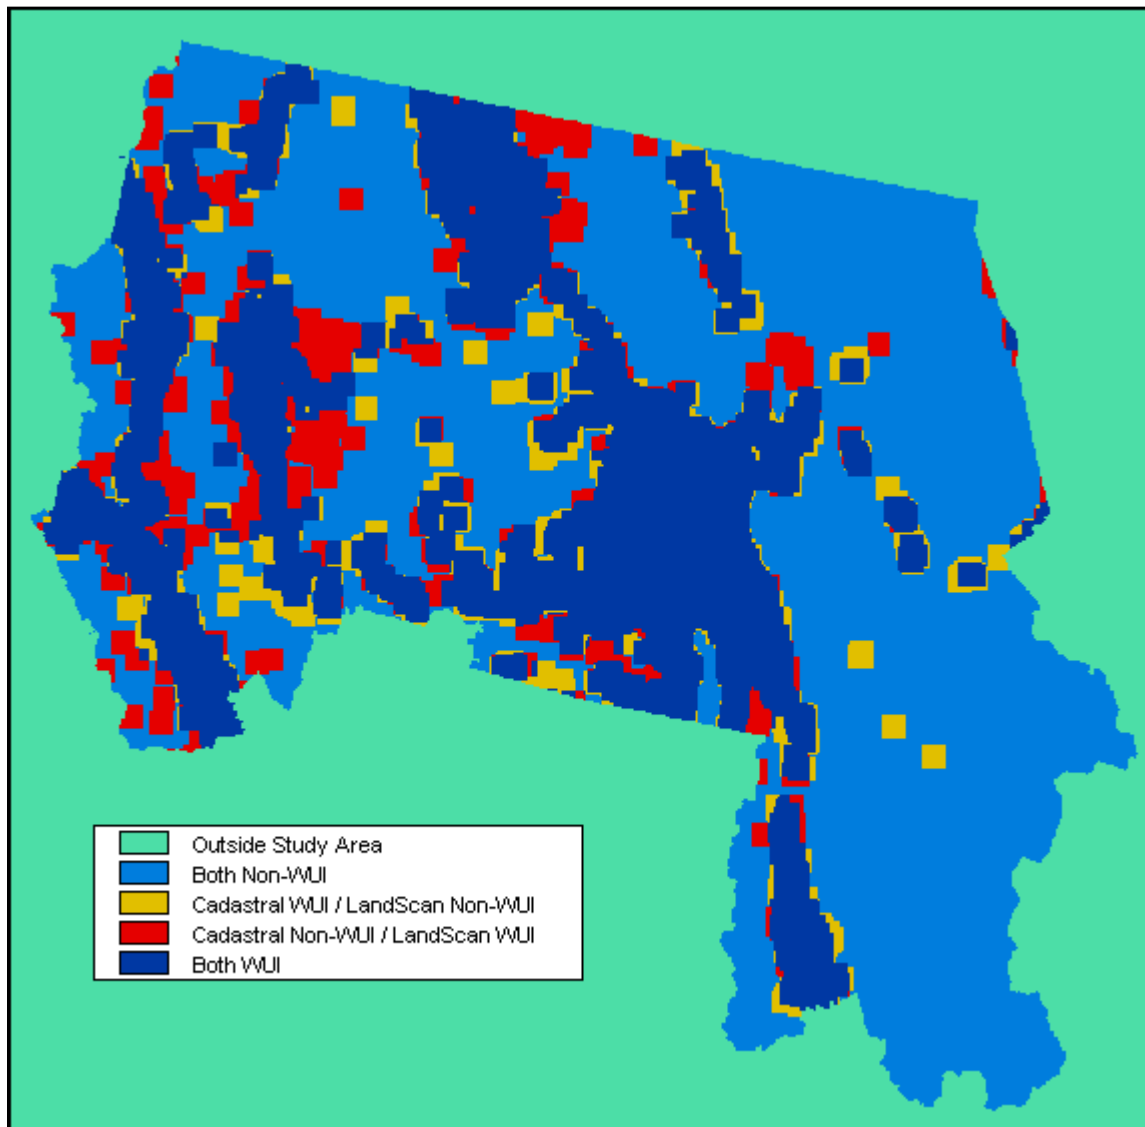 Outside Study Area
Both Non-WUI
Cadastral WUI / LandScan Non-WUI
Cadastral Non-WUI / LandScan WUI
Both WUI